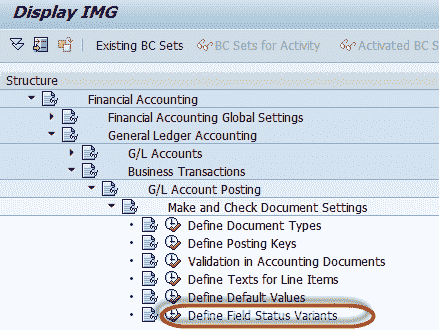 Display IMG
Existing BC Sets BC Sets for Activity Activated BC S
Structure
Financial Accounting
Financial Accounting Global Settings
General Ledger Accounting
G/L Accounts
Business Transactions
G/L Account Posting
Make and Check Document Settings
Define Document Types
Define Posting Keys
Validation in Accounting Documents
Define Texts for Line Items
Define Default Values
Define Field Status Variants